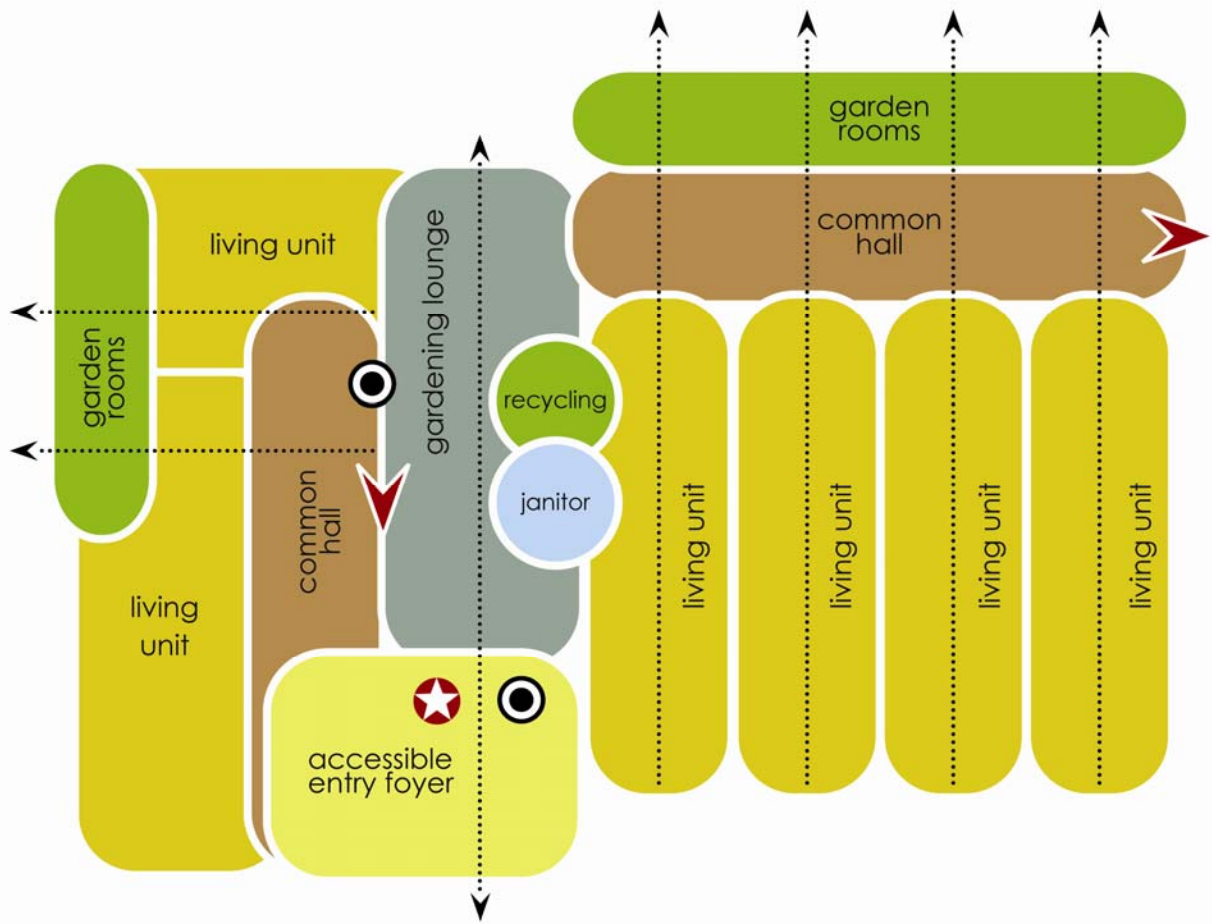 garden
rooms
common
hall
living unit
gardening lounge
garden
rooms
recycling
janitor
common
hall
living
unit
living unit
living unit
living unit
living unit
accessible
entry foyer